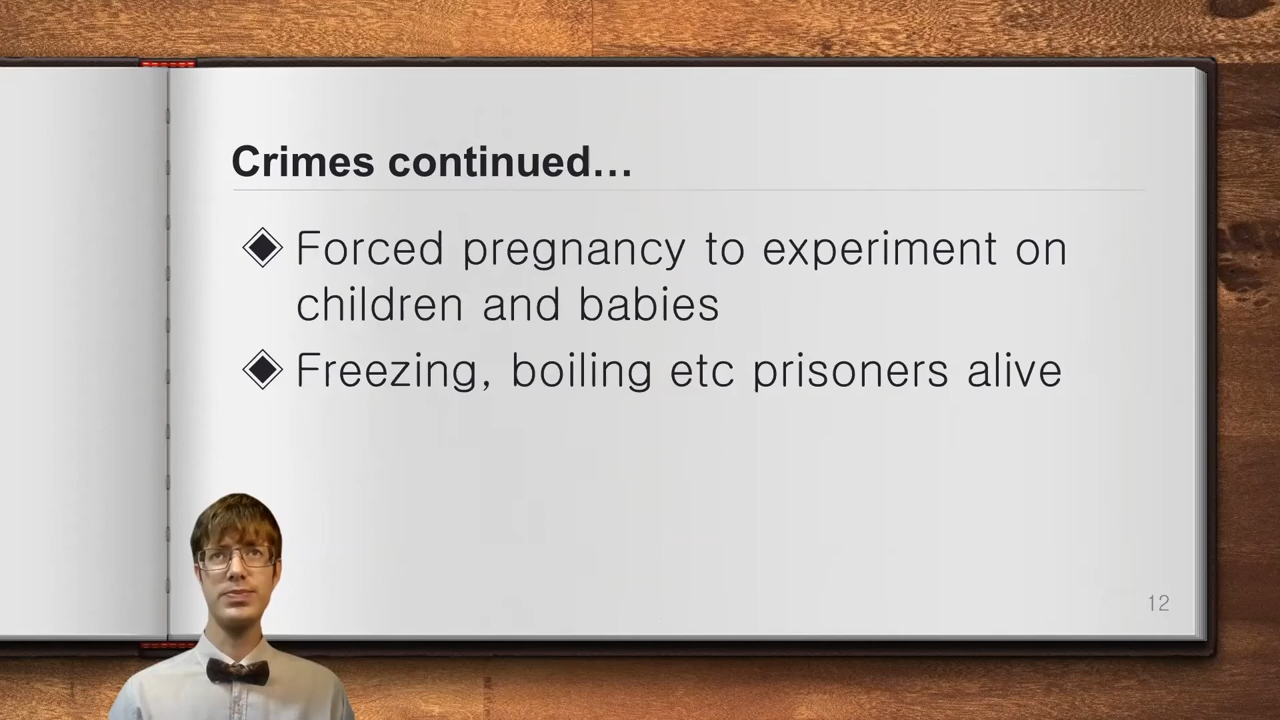 Crimes continued…
Forced pregnancy to experiment on
children and babies
Freezing, boiling etc prisoners alive
12